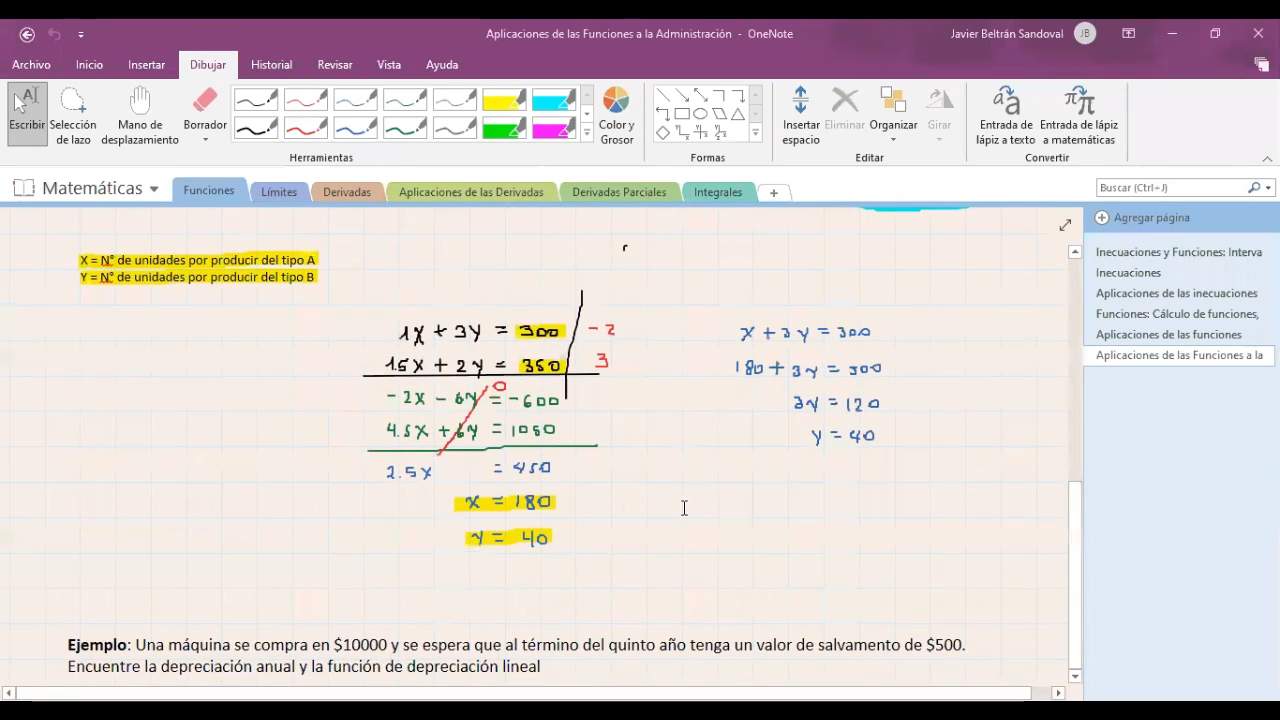 Aplicaciones de las Funciones a la Administración - OneNote
Javier Beltrán Sandoval JB
Archivo Inicio Insertar Dibujar Historial Revisar Vista Ayuda
Escribir
Selección de lazo
Mano de desplazamiento
Borrador
Color y Grosor
Insertar espacio
Eliminar
Organizar
Girar
Entrada de lápiz a texto
Entrada de lápiz a matemáticas
Herramientas Formas Editar Convertir
Matemáticas
Funciones Límites Derivadas Aplicaciones de las Derivadas Derivadas Parciales Integrales +
Buscar (Ctrl+J)
Agregar página
Inecuaciones y Funciones: Interva
Inecuaciones
Aplicaciones de las inecuaciones
Funciones: Cálculo de funciones,
Aplicaciones de las funciones
Aplicaciones de las Funciones a la
X = N° de unidades por producir del tipo A
Y = N° de unidades por producir del tipo B
1X + 3Y = 300 -2
1.5X + 2Y = 350 3
-2X - 6Y = -600 0
4.5X + 6Y = 1050
2.5X = 450
X = 180
Y = 40
X + 3Y = 300
180 + 3Y = 300
3Y = 120
Y = 40
Ejemplo: Una máquina se compra en $10000 y se espera que al término del quinto año tenga un valor de salvamento de $500.
Encuentre la depreciación anual y la función de depreciación lineal